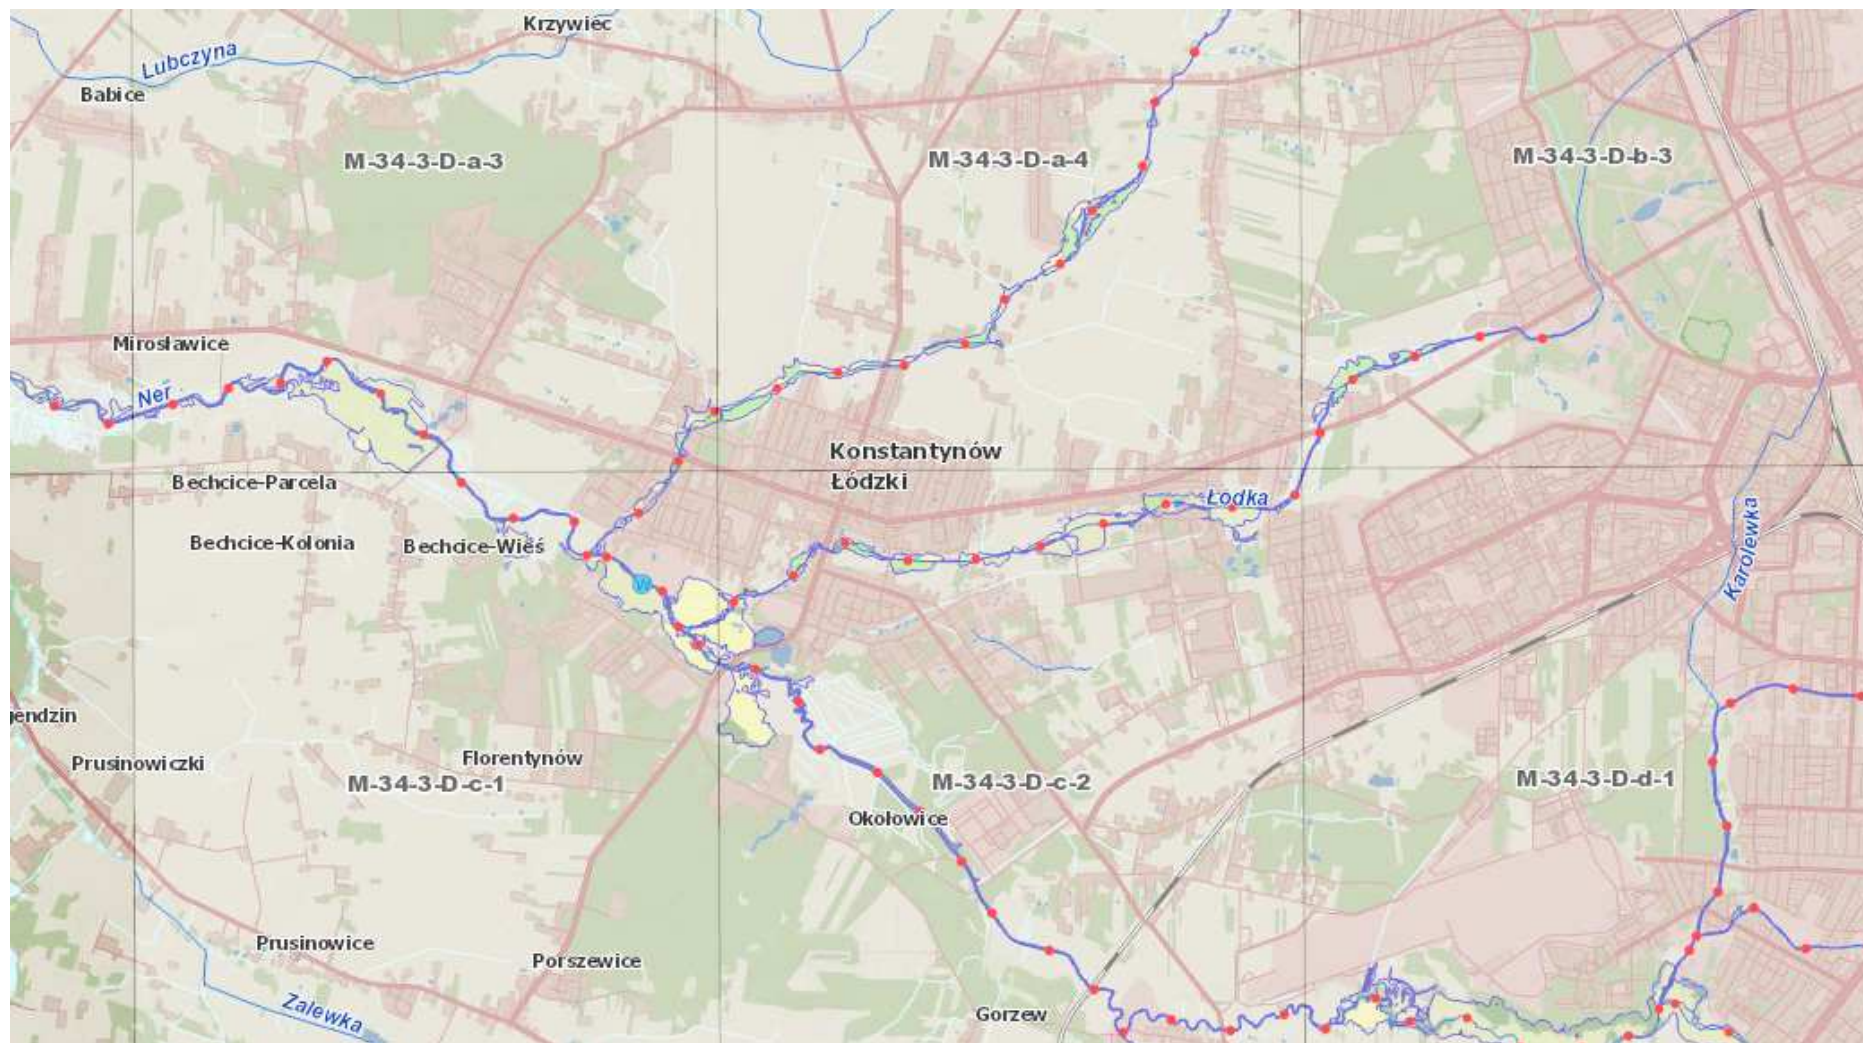 Krzywiec
Lubczyna
Babice
M-34-3-D-a-3
M-34-3-D-a-4
M-34-3-D-b-3
Mirosławice
Ner
Konstantynów
Łódzki
Bechcice-Parcela
Łódka
Karolewka
Bechcice-Kolonia
Bechcice-Wieś
W
gendzin
Prusinowiczki
Florentynów
M-34-3-D-c-1
M-34-3-D-c-2
M-34-3-D-d-1
Okołowice
Prusinowice
Porszewice
Zalewka
Gorzew